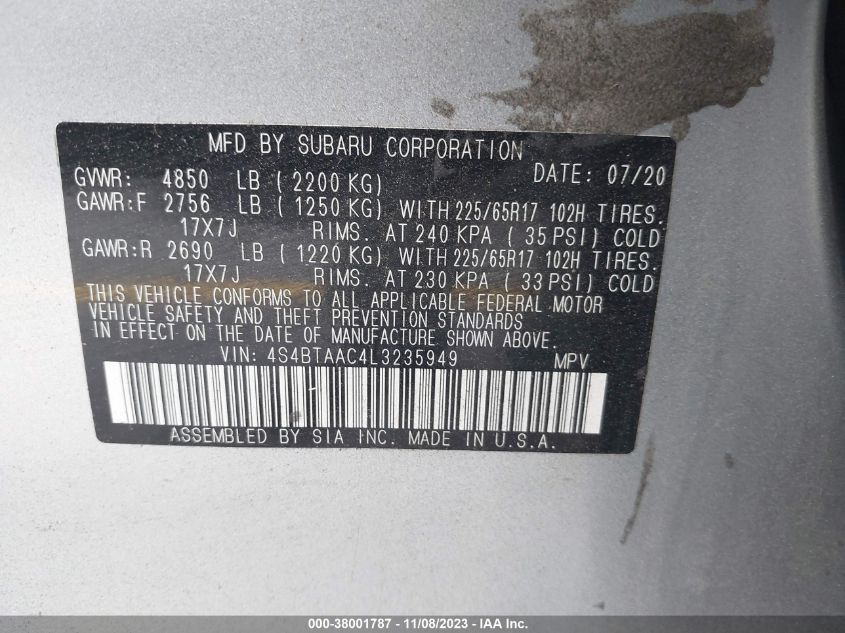 MFD BY SUBARU CORPORATION
DATE: 07/20
GVWR: 4850 LB ( 2200 KG)
GAWR:F 2756 LB ( 1250 KG) WITH 225/65R17 102H TIRES.
17X7J RIMS. AT 240 KPA ( 35 PSI) COLD
GAWR:R 2690 LB ( 1220 KG) WITH 225/65R17 102H TIRES.
17X7J RIMS. AT 230 KPA ( 33 PSI) COLD
THIS VEHICLE CONFORMS TO ALL APPLICABLE FEDERAL MOTOR
VEHICLE SAFETY AND THEFT PREVENTION STANDARDS
IN EFFECT ON THE DATE OF MANUFACTURE SHOWN ABOVE.
VIN: 4S4BTAAC4L3235949 MPV
ASSEMBLED BY SIA INC. MADE IN U.S.A.
000-38001787 - 11/08/2023 - IAA Inc.